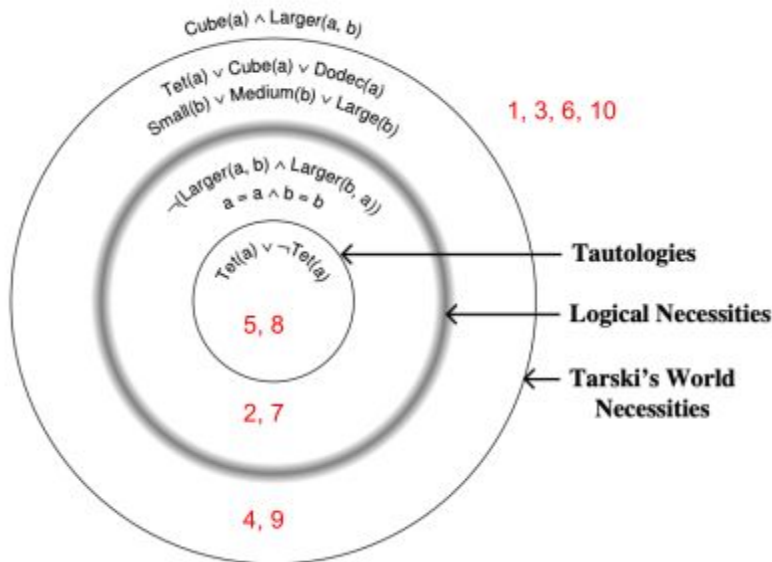 Cube(a) ∧ Larger(a, b)
Tet(a) ∨ Cube(a) ∨ Dodec(a)
Small(b) ∨ Medium(b) ∨ Large(b)
1, 3, 6, 10
¬(Larger(a, b) ∧ Larger(b, a))
a = a ∧ b = b
Tet(a) ∨ ¬Tet(a)
Tautologies
5, 8
Logical Necessities
Tarski's World
Necessities
2, 7
4, 9